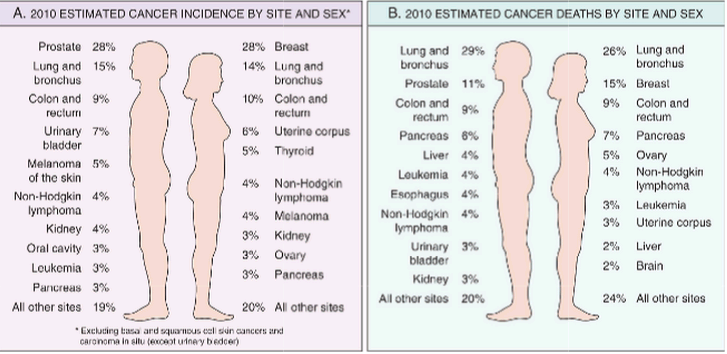 A. 2010 ESTIMATED CANCER INCIDENCE BY SITE AND SEX*
Prostate 28%
Lung and 15%
bronchus
Colon and 9%
rectum
Urinary 7%
bladder
Melanoma 5%
of the skin
Non-Hodgkin 4%
lymphoma
Kidney 4%
Oral cavity 3%
Leukemia 3%
Pancreas 3%
All other sites 19%
28% Breast
14% Lung and
bronchus
10% Colon and
rectum
6% Uterine corpus
5% Thyroid
4% Non-Hodgkin
lymphoma
4% Melanoma
3% Kidney
3% Ovary
3% Pancreas
20% All other sites
* Excluding basal and squamous cell skin cancers and
carcinoma in situ (except urinary bladder)
B. 2010 ESTIMATED CANCER DEATHS BY SITE AND SEX
Lung and 29%
bronchus
Prostate 11%
Colon and 9%
rectum
Pancreas 6%
Liver 4%
Leukemia 4%
Esophagus 4%
Non-Hodgkin 4%
lymphoma
Urinary 3%
bladder
Kidney 3%
All other sites 20%
26% Lung and
bronchus
15% Breast
9% Colon and
rectum
7% Pancreas
5% Ovary
4% Non-Hodgkin
lymphoma
3% Leukemia
3% Uterine corpus
2% Liver
2% Brain
24% All other sites